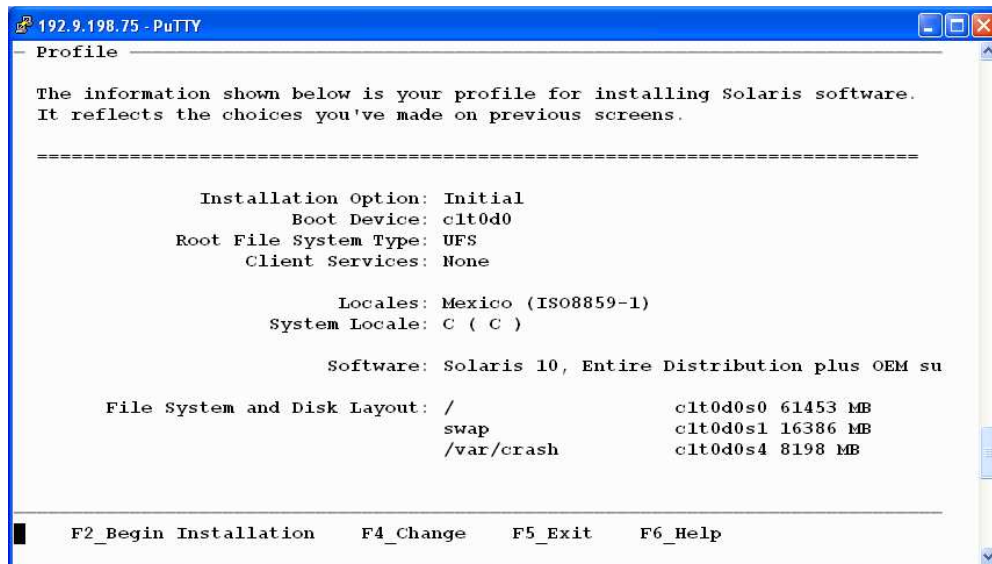 192.9.198.75 - PuTTY
Profile
The information shown below is your profile for installing Solaris software.
It reflects the choices you've made on previous screens.
============================================================================
Installation Option: Initial
Boot Device: c1t0d0
Root File System Type: UFS
Client Services: None
Locales: Mexico (ISO8859-1)
System Locale: C ( C )
Software: Solaris 10, Entire Distribution plus OEM su
File System and Disk Layout: / c1t0d0s0 61453 MB
swap c1t0d0s1 16386 MB
/var/crash c1t0d0s4 8198 MB
F2_Begin Installation F4_Change F5_Exit F6_Help